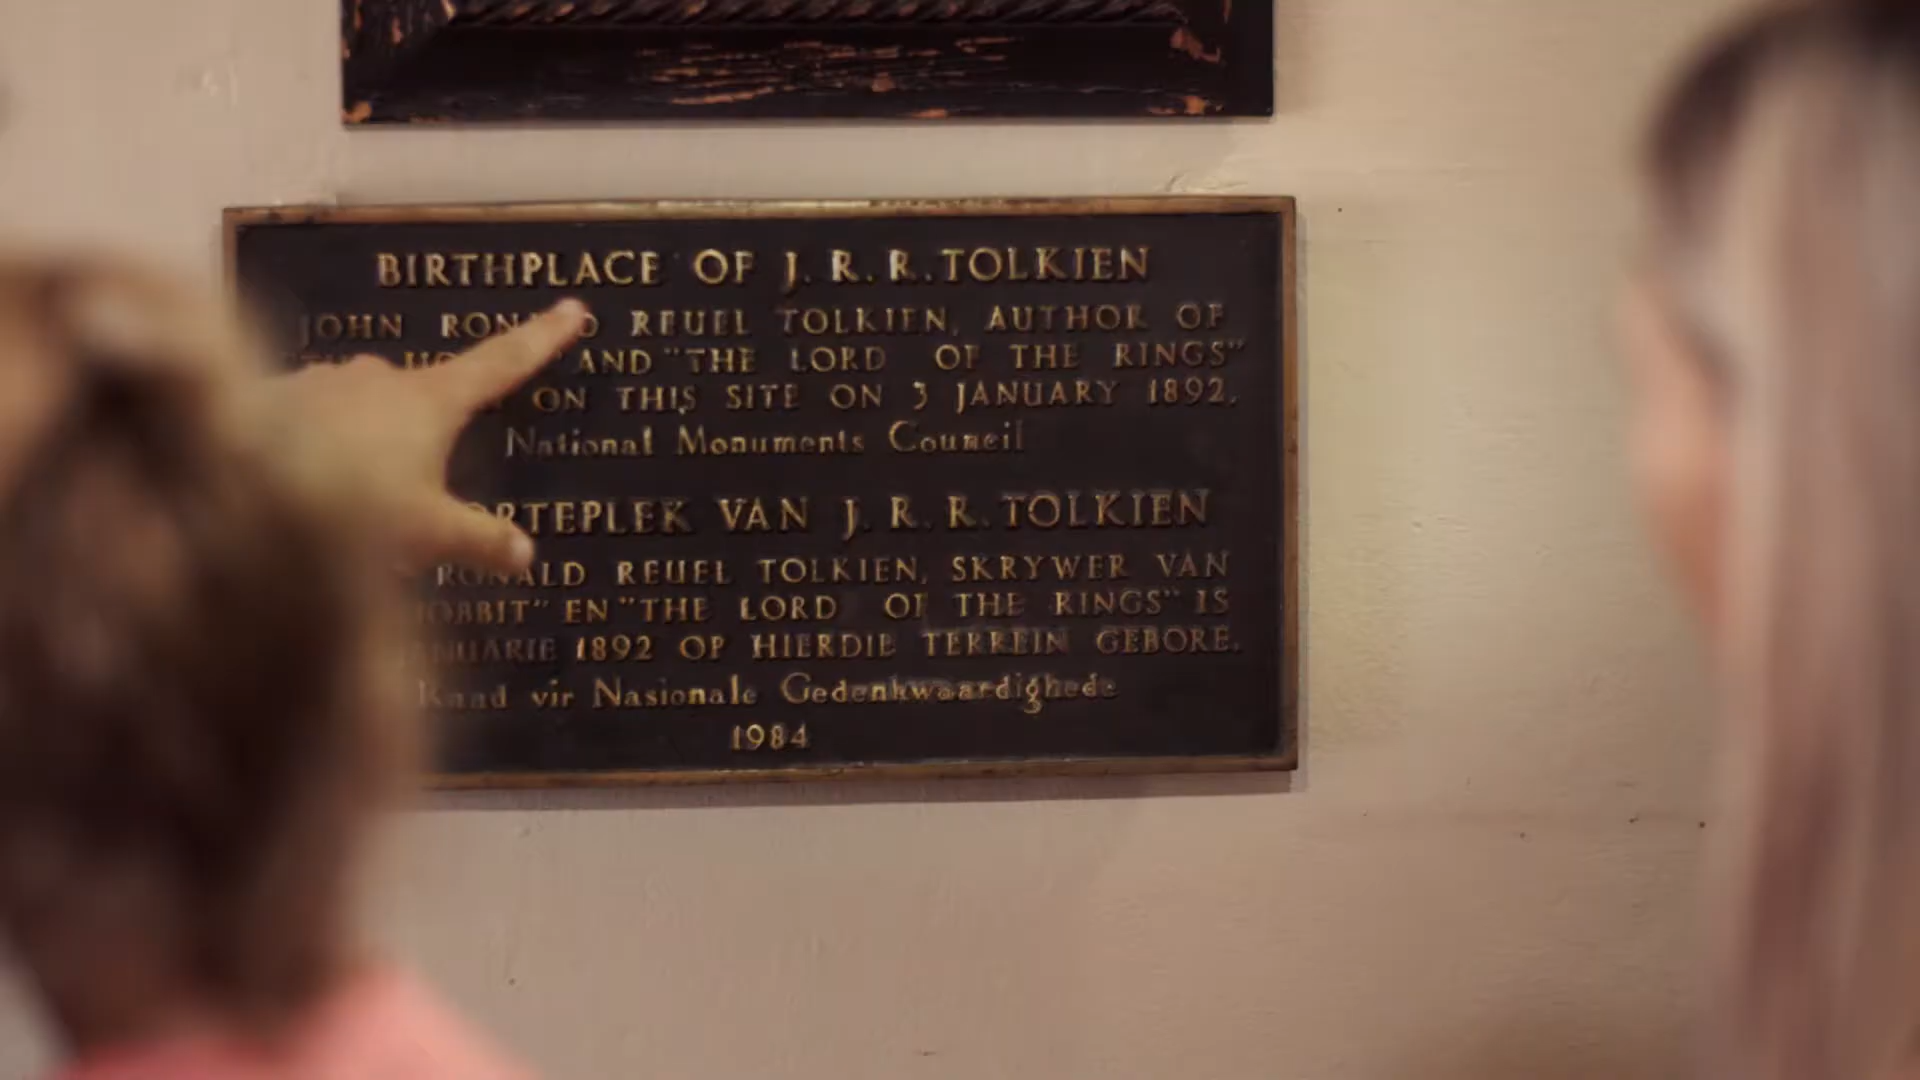 BIRTHPLACE OF J. R. R. TOLKIEN
JOHN REUEL TOLKIEN, AUTHOR OF
AND "THE LORD OF THE RINGS"
ON THIS SITE ON 3 JANUARY 1892.
National Monuments Council
VAN J. R. R. TOLKIEN
RONALD REUEL TOLKIEN, SKRYWER VAN
EN "THE LORD OF THE RINGS" IS
1892 OP HIERDIE TERREIN GEBORE.
Raad vir Nasionale Gedenkwaardighede
1984